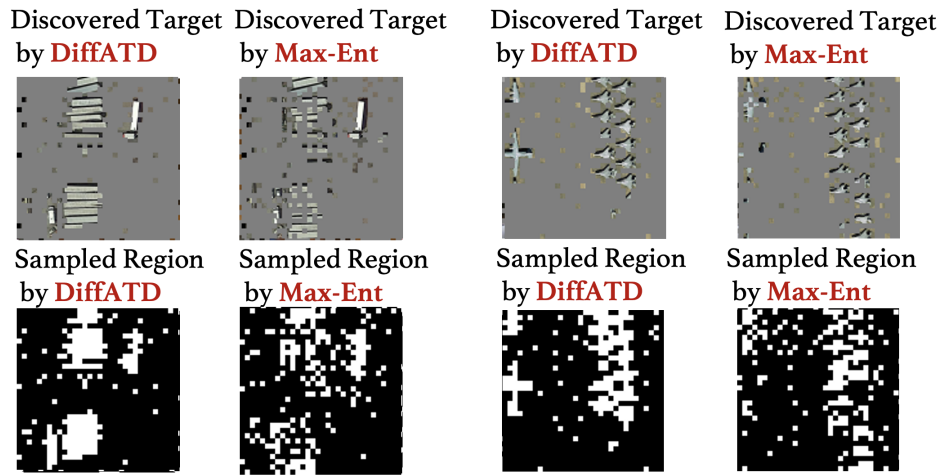 Discovered Target
by DiffATD
Discovered Target
by Max-Ent
Discovered Target
by DiffATD
Discovered Target
by Max-Ent
Sampled Region
by DiffATD
Sampled Region
by Max-Ent
Sampled Region
by DiffATD
Sampled Region
by Max-Ent